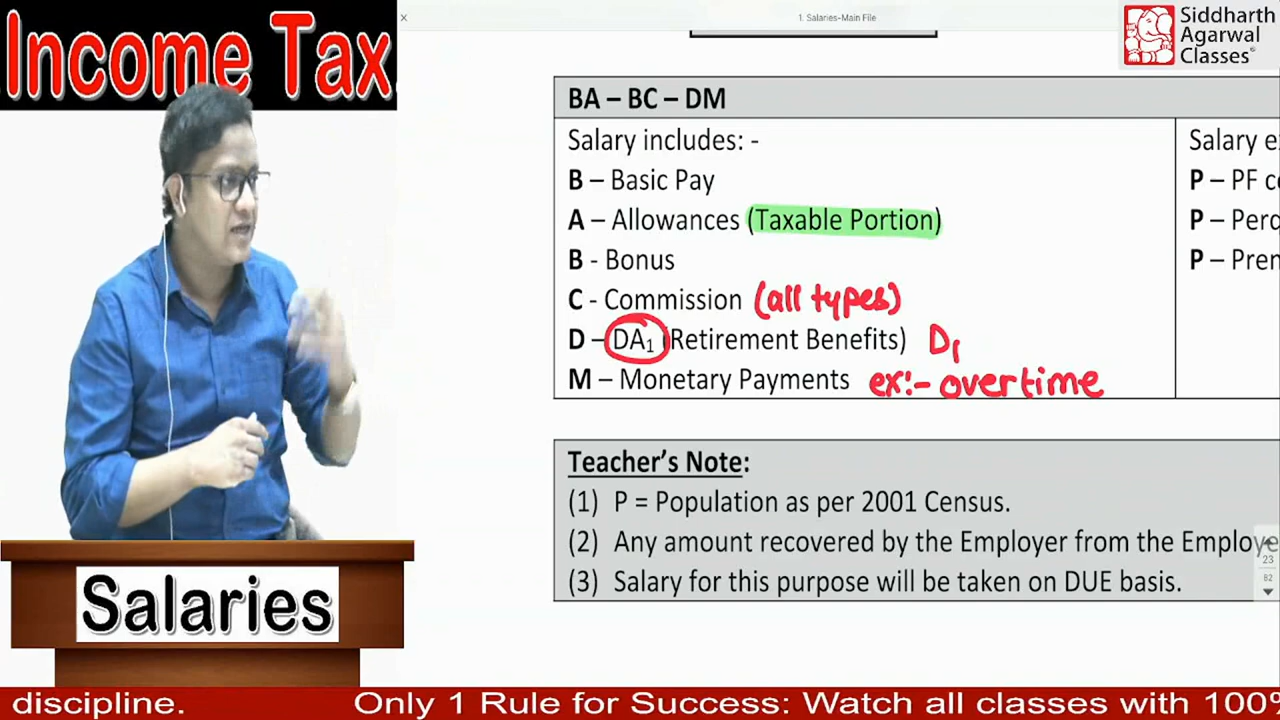 Income Tax
1. Salaries-Main File
Siddharth
Agarwal
Classes
BA – BC – DM
Salary includes: -
B – Basic Pay
A – Allowances (Taxable Portion)
B - Bonus
C - Commission (all types)
D – DA1 (Retirement Benefits) D1
M – Monetary Payments ex:- overtime
Salary
P – PF
P –
P –
Teacher's Note:
(1) P = Population as per 2001 Census.
(2) Any amount recovered by the Employer from the
(3) Salary for this purpose will be taken on DUE basis.
23
82
Salaries
discipline. Only 1 Rule for Success: Watch all classes with 100%